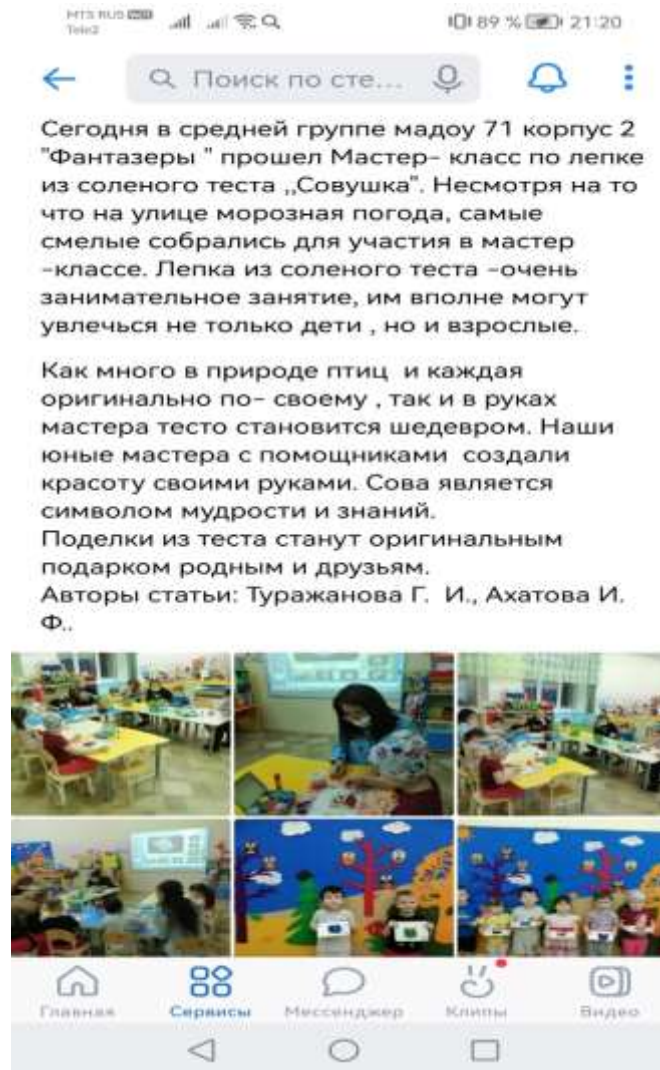 MTS RUS VoLTE
Tele2
89 % 21:20
Поиск по сте...
Сегодня в средней группе мадоу 71 корпус 2
"Фантазеры " прошел Мастер- класс по лепке
из соленого теста ,,Совушка". Несмотря на то
что на улице морозная погода, самые
смелые собрались для участия в мастер
-классе. Лепка из соленого теста -очень
занимательное занятие, им вполне могут
увлечься не только дети , но и взрослые.
Как много в природе птиц  и каждая
оригинально по- своему , так и в руках
мастера тесто становится шедевром. Наши
юные мастера с помощниками  создали
красоту своими руками. Сова является
символом мудрости и знаний.
Поделки из теста станут оригинальным
подарком родным и друзьям.
Авторы статьи: Туражанова Г.  И., Ахатова И.
Ф..
Главная Сервисы Мессенджер Клипы Видео